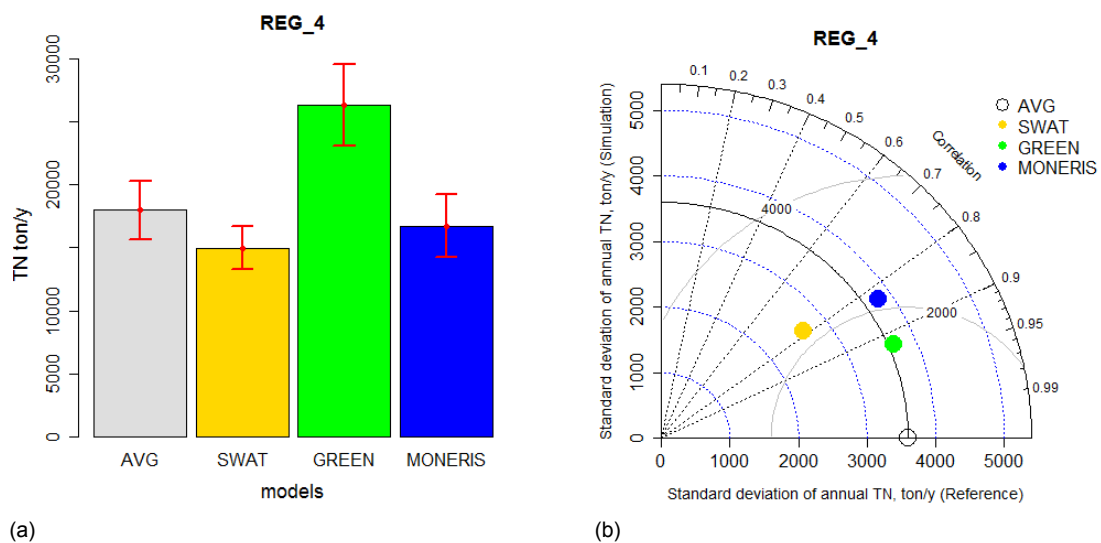 REG_4
TN ton/y
30000
20000
10000
5000
0
AVG SWAT GREEN MONERIS
models
(a)
REG_4
Standard deviation of annual TN, ton/y (Simulation)
5000
4000
3000
2000
1000
0
0.1 0.2 0.3 0.4 0.5 0.6 0.7 0.8 0.9 0.95 0.99
Correlation
4000
2000
AVG
SWAT
GREEN
MONERIS
0 1000 2000 3000 4000 5000
Standard deviation of annual TN, ton/y (Reference)
(b)